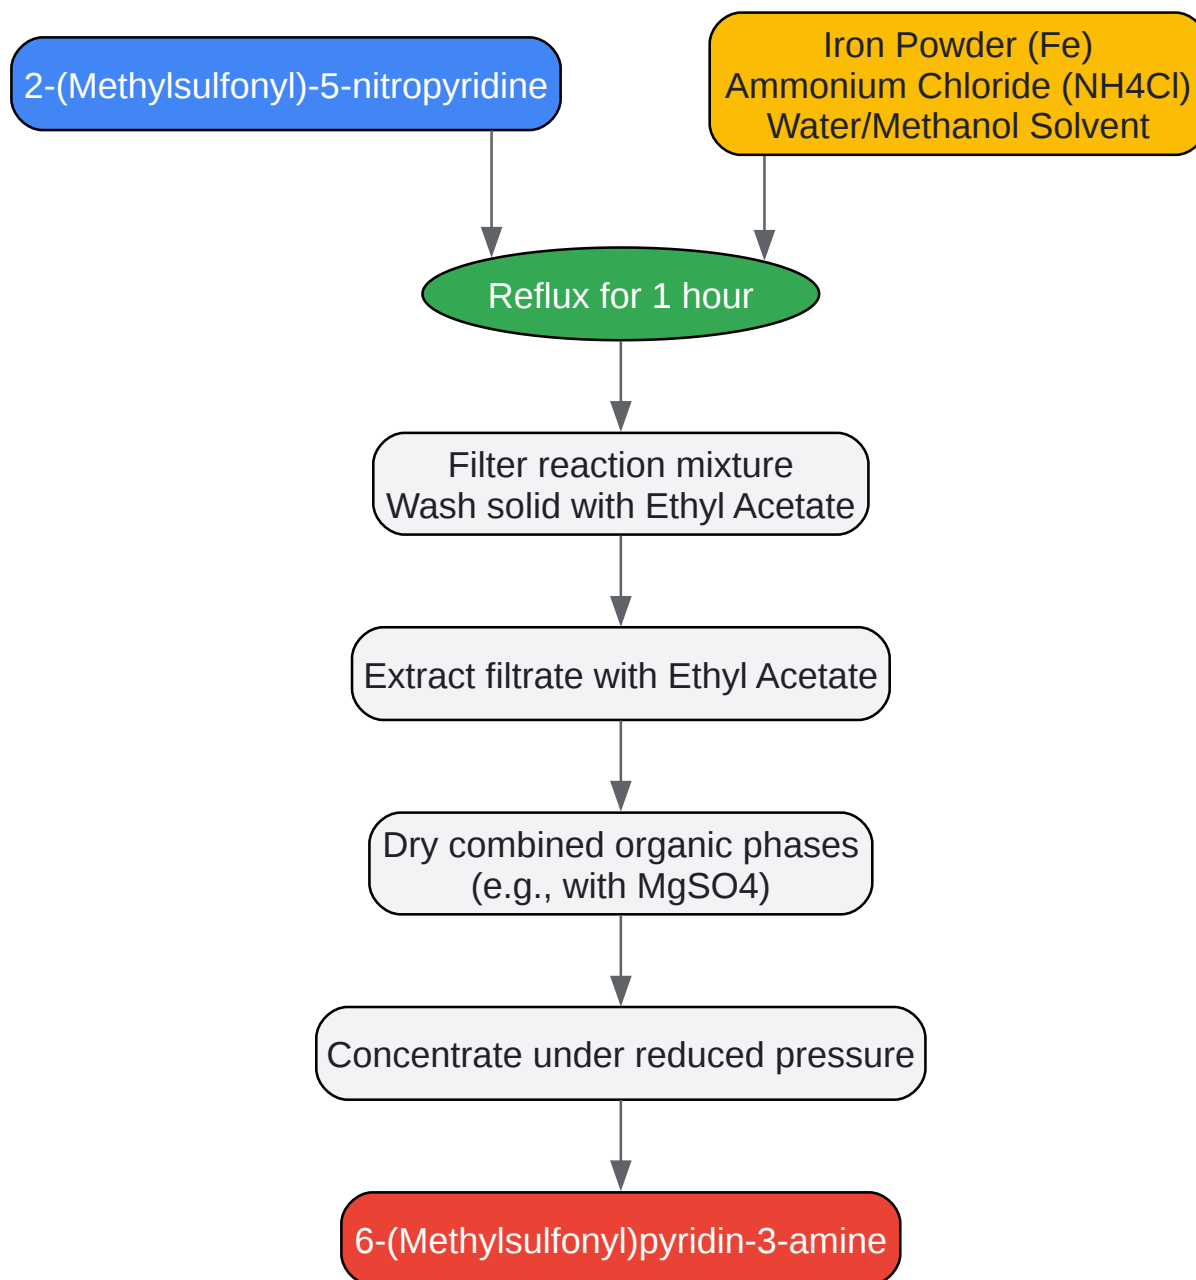 2-(Methylsulfonyl)-5-nitropyridine
Iron Powder (Fe)
Ammonium Chloride (NH4Cl)
Water/Methanol Solvent
Reflux for 1 hour
Filter reaction mixture
Wash solid with Ethyl Acetate
Extract filtrate with Ethyl Acetate
Dry combined organic phases
(e.g., with MgSO4)
Concentrate under reduced pressure
6-(Methylsulfonyl)pyridin-3-amine